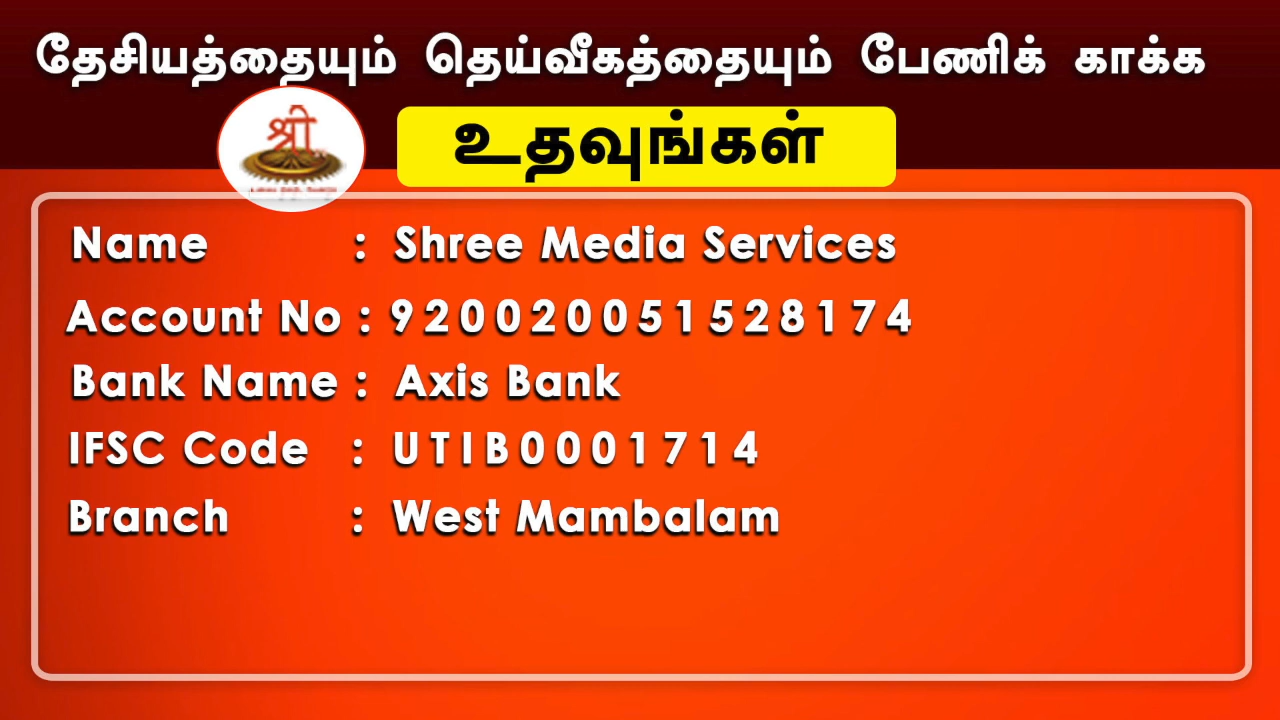 தேசியத்தையும் தெய்வீகத்தையும் பேணிக் காக்க
श्री
உதவுங்கள்
Name : Shree Media Services
Account No : 920020051528174
Bank Name : Axis Bank
IFSC Code : UTIB0001714
Branch : West Mambalam